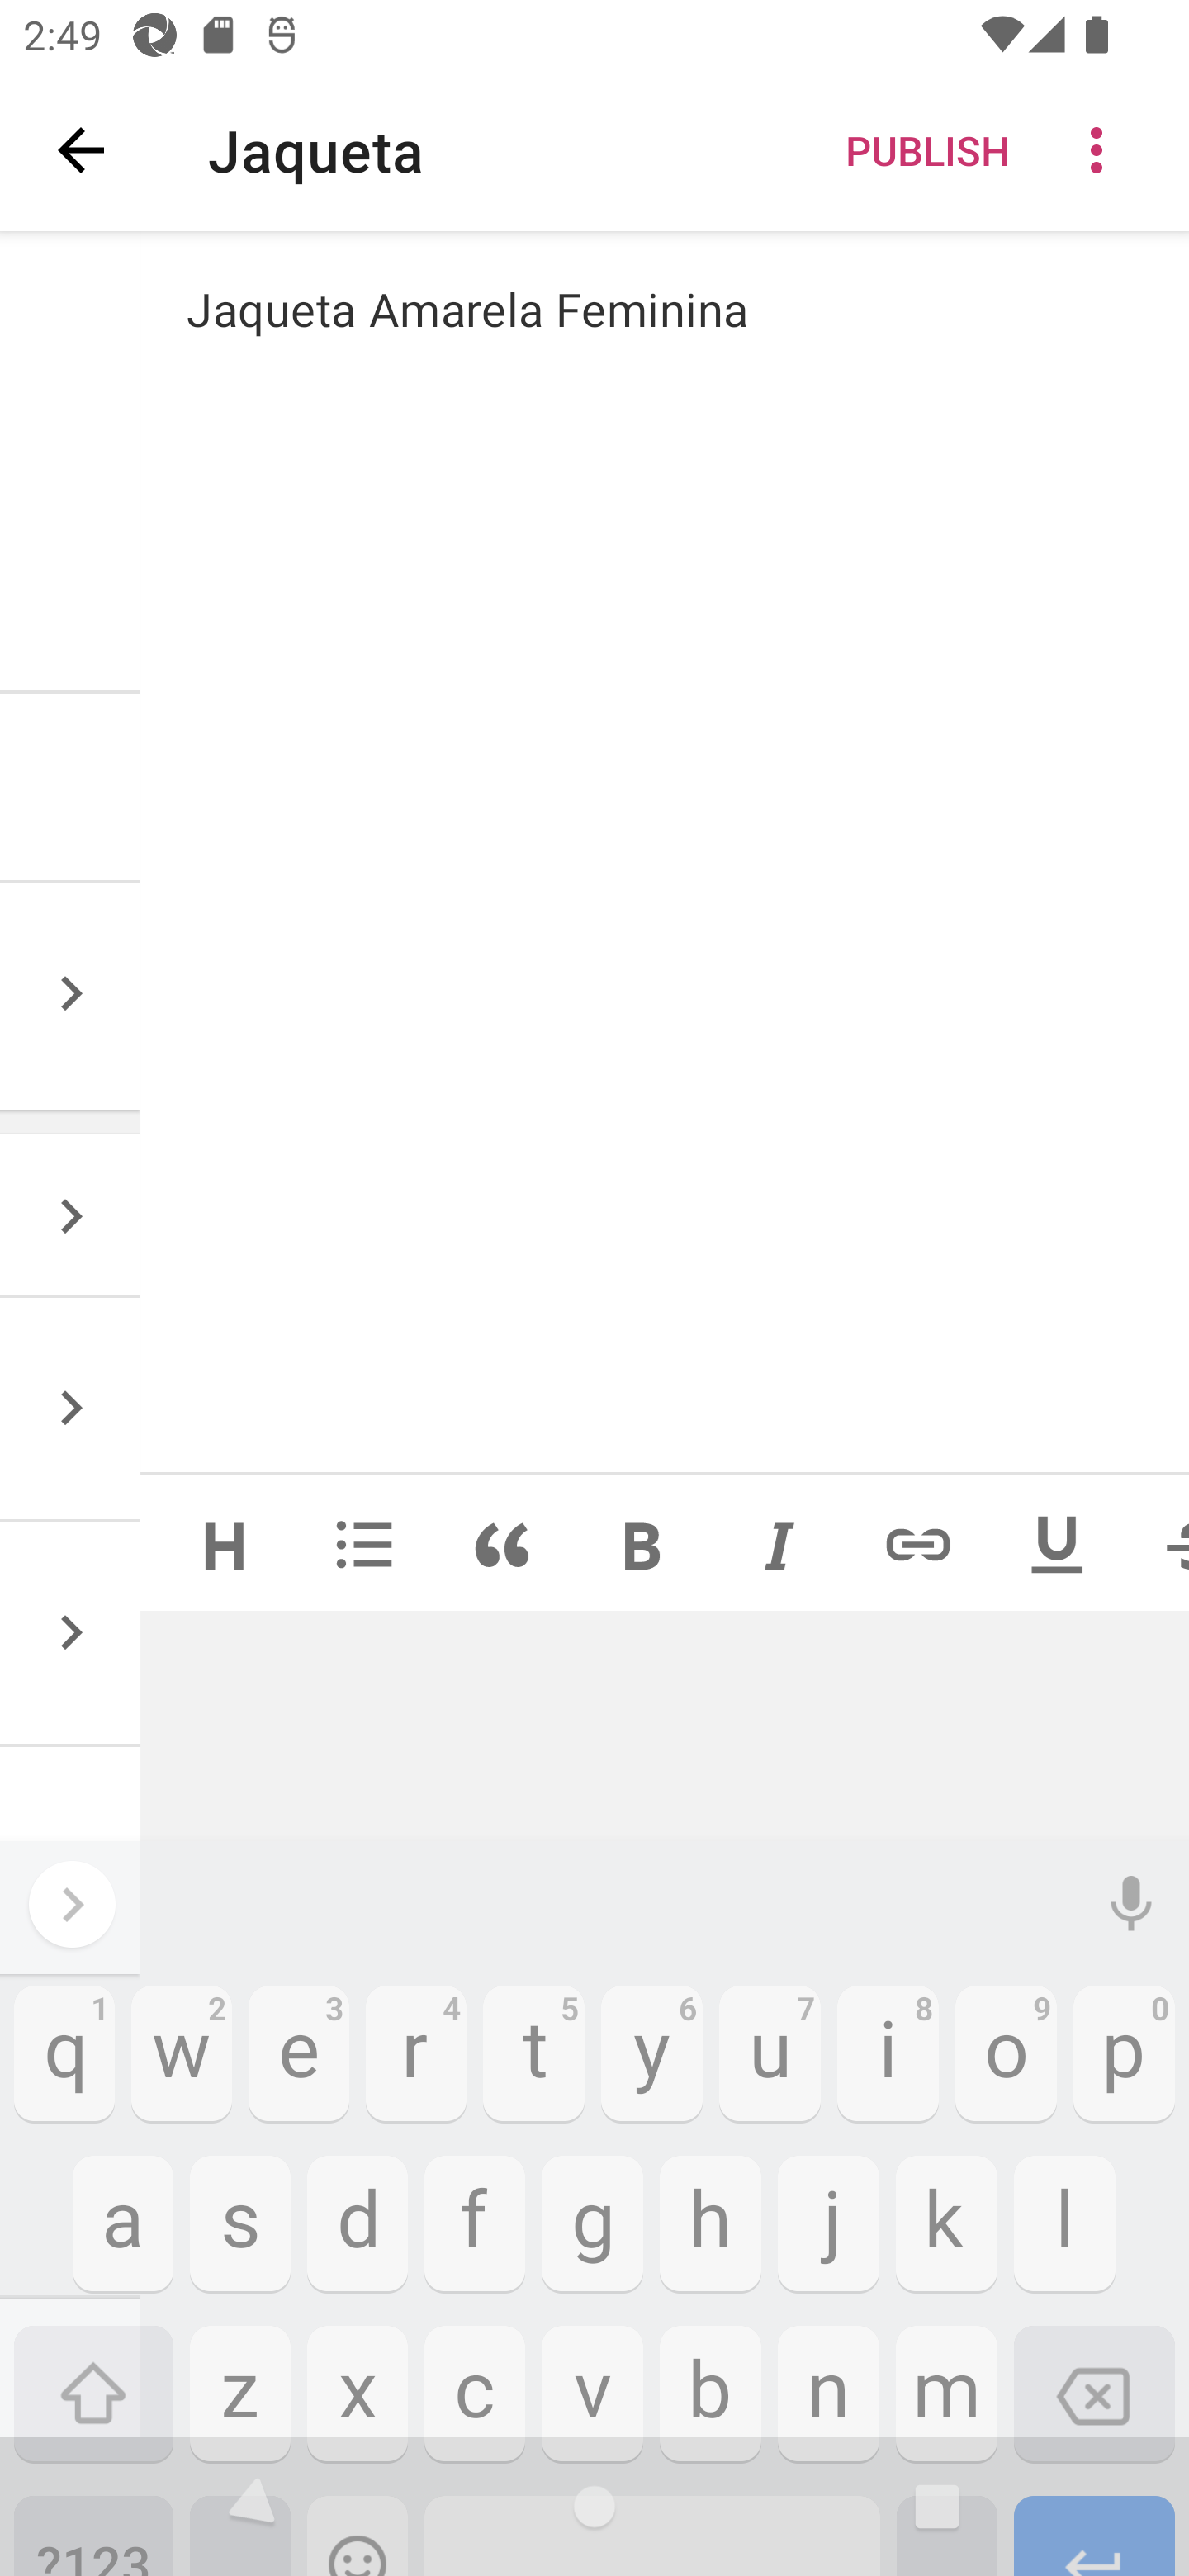 2:49
Jaqueta
PUBLISH
Jaqueta Amarela Feminina
H B I U
1 2 3 4 5 6 7 8 9 0
q w e r t y u i o p
a s d f g h j k l
z x c v b n m
?123